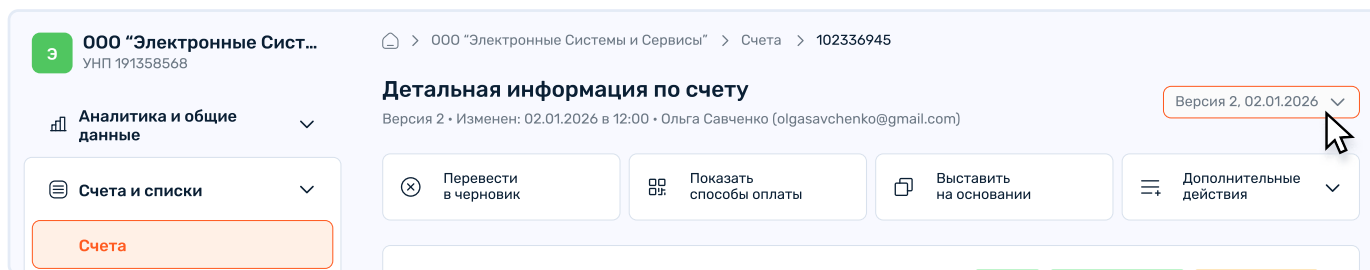 Э
ООО “Электронные Сист...
УНП 191358568
Аналитика и общие
данные
Счета и списки
Счета
ООО “Электронные Системы и Сервисы” > Счета > 102336945
Детальная информация по счету
Версия 2 • Изменен: 02.01.2026 в 12:00 • Ольга Савченко (olgasavchenko@gmail.com)
Версия 2, 02.01.2026
Перевести
в черновик
Показать
способы оплаты
Выставить
на основании
Дополнительные
действия